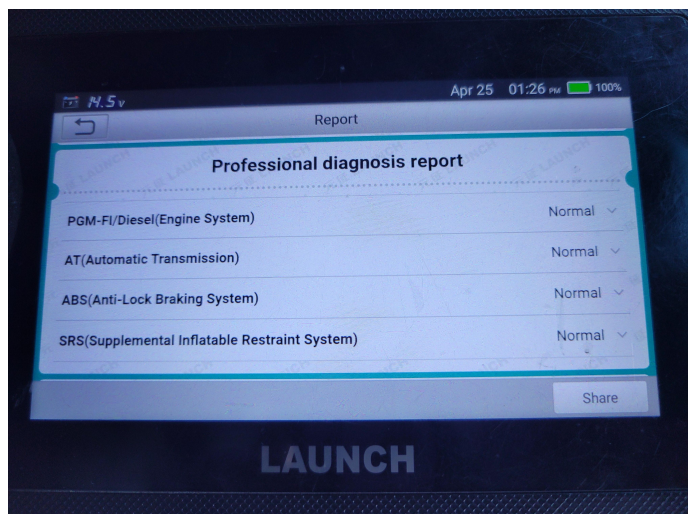 14.5 v Apr 25 01:26 PM 100%
Report
Professional diagnosis report
PGM-FI/Diesel(Engine System) Normal
AT(Automatic Transmission) Normal
ABS(Anti-Lock Braking System) Normal
SRS(Supplemental Inflatable Restraint System) Normal
Share
LAUNCH